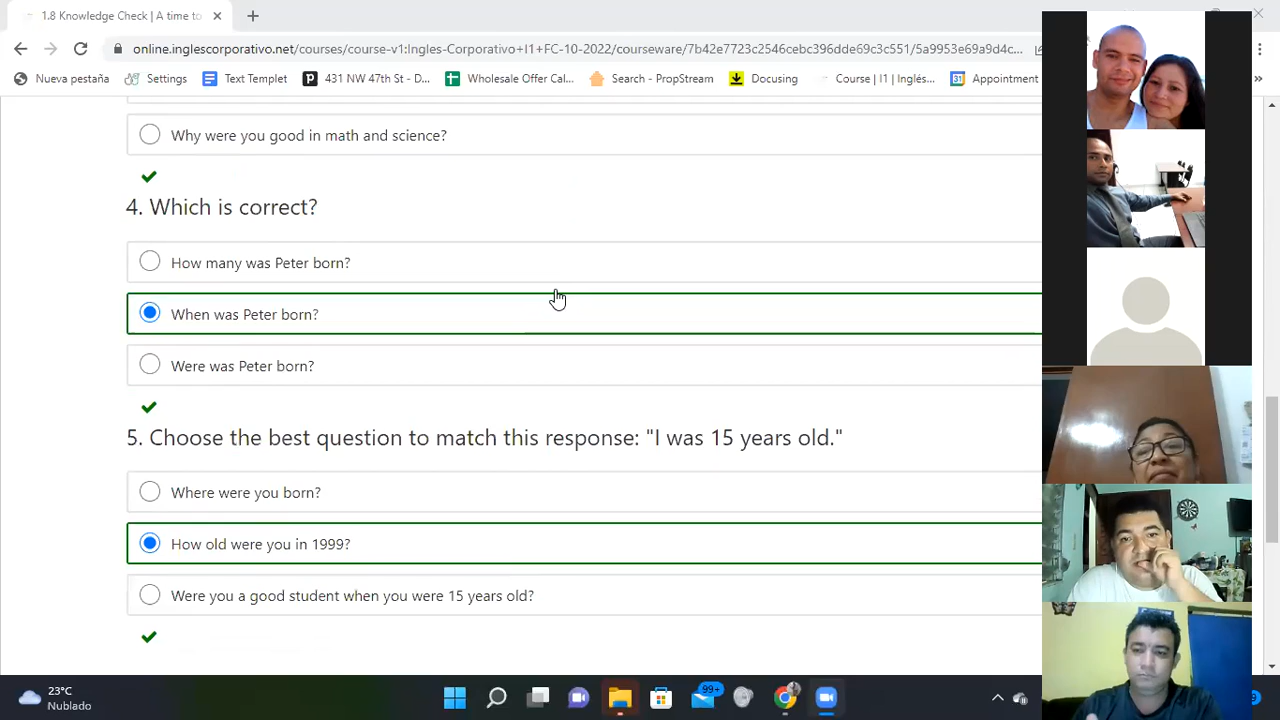 1.8 Knowledge Check | A time to
online.inglescorporativo.net/courses/course-v1:Ingles-Corporativo+I1+FC-10-2022/courseware/7b42e7723c2546cebc396dde69c3c551/5a9953e69a9d4c...
Nueva pestaña Settings Text Templet 431 NW 47th St - D... Wholesale Offer Cal... Search - PropStream Docusing Course | I1 | Inglés... Appointment
Why were you good in math and science?
4. Which is correct?
How many was Peter born?
When was Peter born?
Were was Peter born?
5. Choose the best question to match this response: "I was 15 years old."
Where were you born?
How old were you in 1999?
Were you a good student when you were 15 years old?
23°C
Nublado
99+